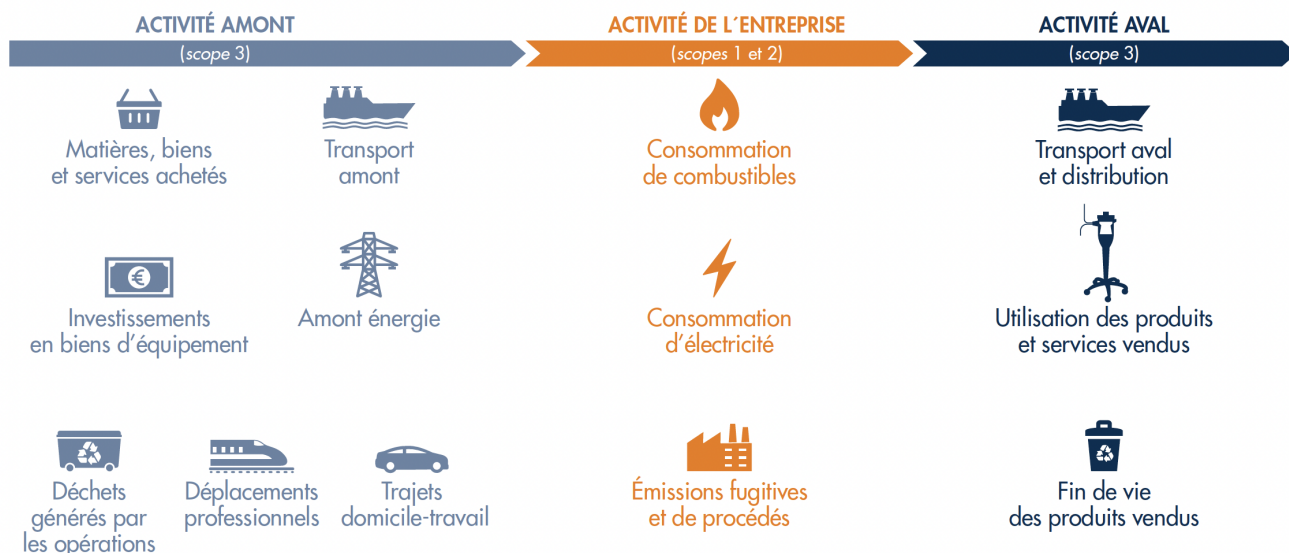 ACTIVITÉ AMONT
(scope 3)
Matières, biens
et services achetés
Transport
amont
Investissements
en biens d'équipement
Amont énergie
Déchets
générés par
les opérations
Déplacements
professionnels
Trajets
domicile-travail
ACTIVITÉ DE L´ENTREPRISE
(scopes 1 et 2)
Consommation
de combustibles
Consommation
d'électricité
Émissions fugitives
et de procédés
ACTIVITÉ AVAL
(scope 3)
Transport aval
et distribution
Utilisation des produits
et services vendus
Fin de vie
des produits vendus